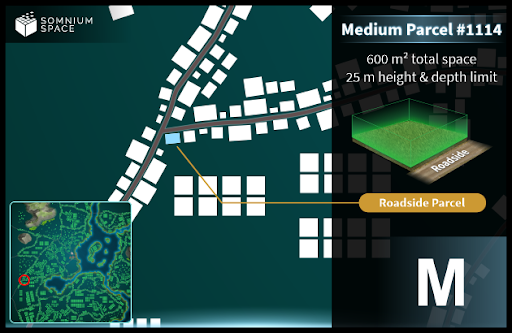 SOMNIUM
SPACE
Medium Parcel #1114
600 m² total space
25 m height & depth limit
Roadside
Roadside Parcel
M